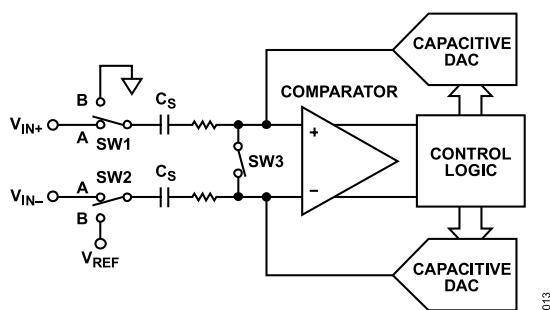 CAPACITIVE
DAC
B
COMPARATOR
CS
VIN+
A
SW1
+
SW3
CONTROL
LOGIC
CS
SW2
VIN–
A
–
B
VREF
CAPACITIVE
DAC
013